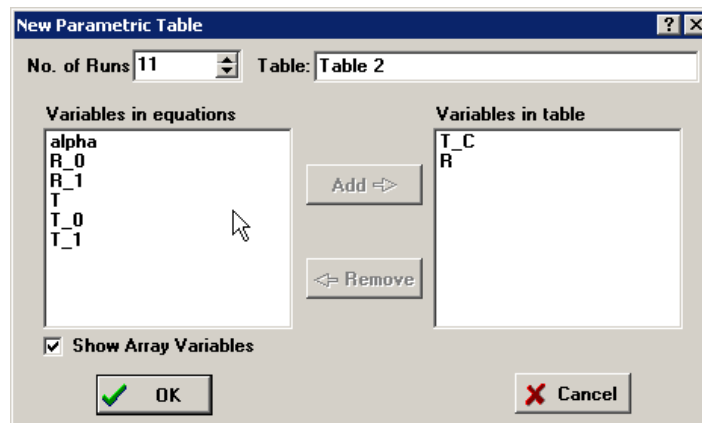 New Parametric Table
No. of Runs 11 Table: Table 2
Variables in equations
alpha
R_0
R_1
T
T_0
T_1
Add
Remove
Variables in table
T_C
R
Show Array Variables
OK
Cancel